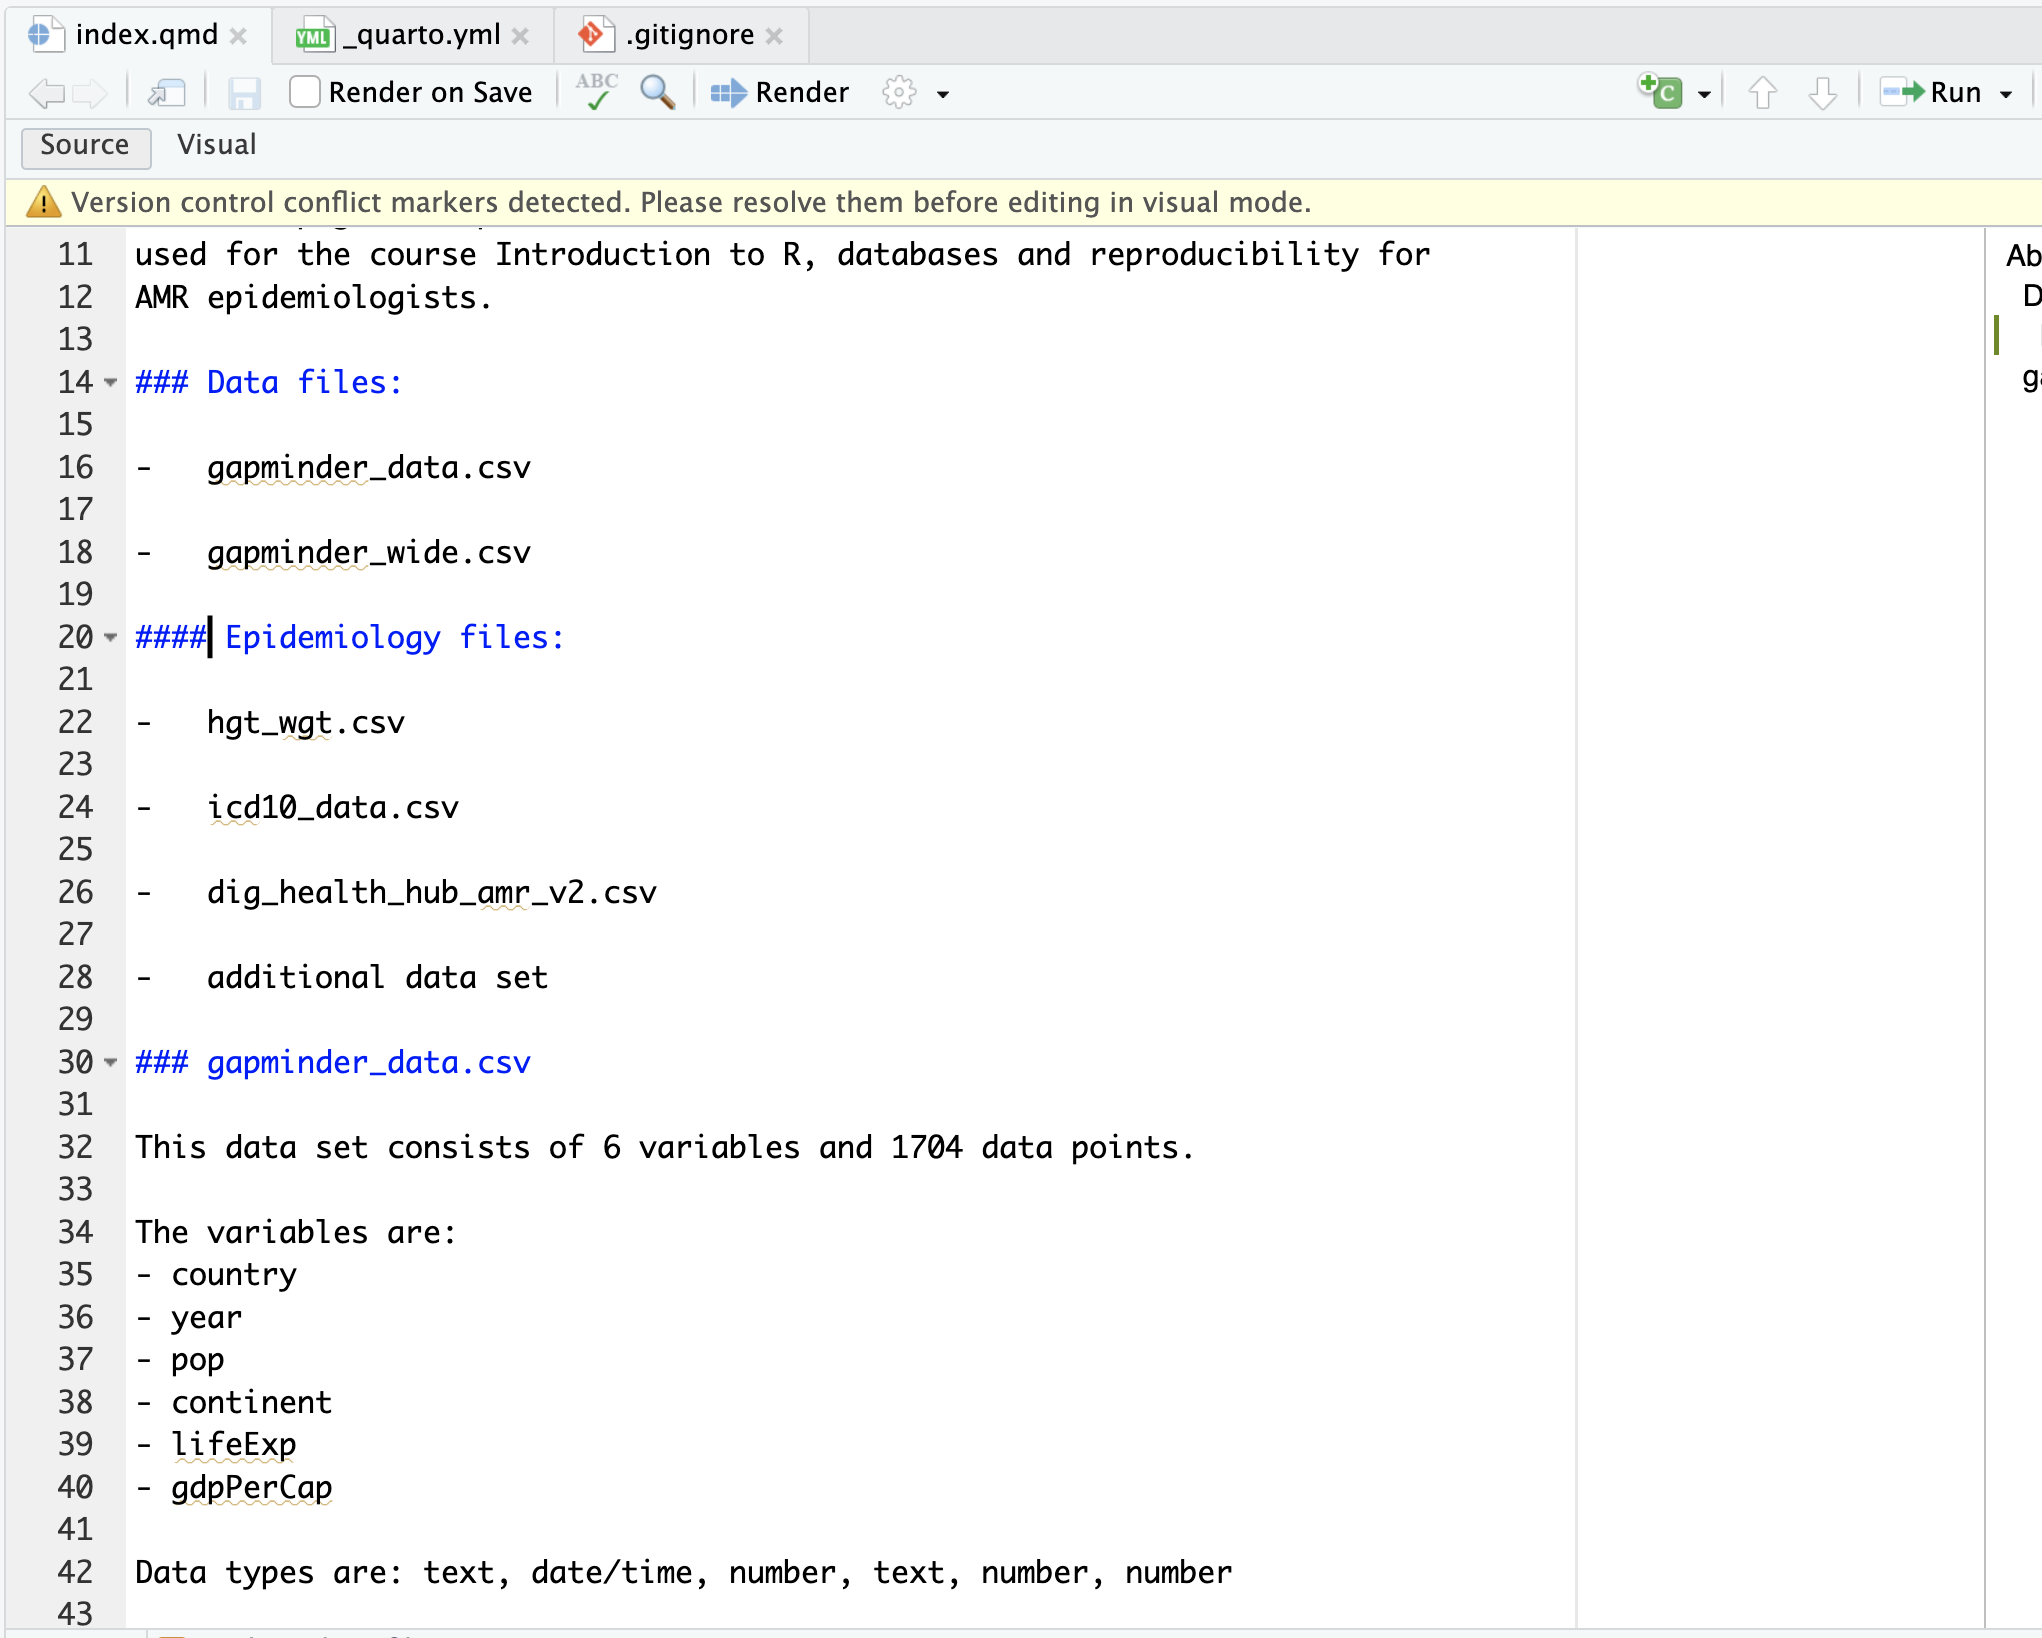 index.qmd
_quarto.yml
.gitignore
Render on Save
ABC
Render
C
Run
Source
Visual
Version control conflict markers detected. Please resolve them before editing in visual mode.
11 used for the course Introduction to R, databases and reproducibility for
12 AMR epidemiologists.
13
14 ### Data files:
15
16 - gapminder_data.csv
17
18 - gapminder_wide.csv
19
20 #### Epidemiology files:
21
22 - hgt_wgt.csv
23
24 - icd10_data.csv
25
26 - dig_health_hub_amr_v2.csv
27
28 - additional data set
29
30 ### gapminder_data.csv
31
32 This data set consists of 6 variables and 1704 data points.
33
34 The variables are:
35 - country
36 - year
37 - pop
38 - continent
39 - lifeExp
40 - gdpPerCap
41
42 Data types are: text, date/time, number, text, number, number
43